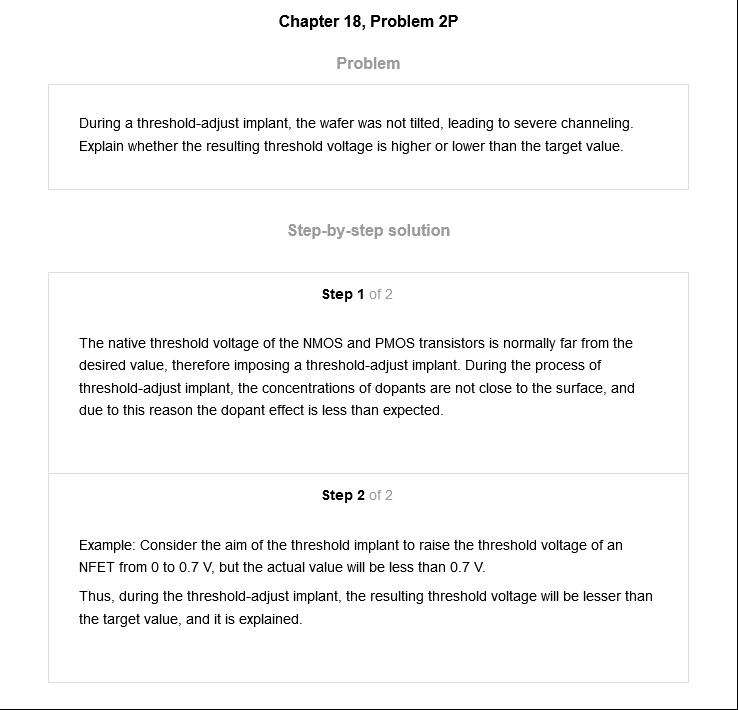 Chapter 18, Problem 2P
Problem
During a threshold-adjust implant, the wafer was not tilted, leading to severe channeling.
Explain whether the resulting threshold voltage is higher or lower than the target value.
Step-by-step solution
Step 1 of 2
The native threshold voltage of the NMOS and PMOS transistors is normally far from the
desired value, therefore imposing a threshold-adjust implant. During the process of
threshold-adjust implant, the concentrations of dopants are not close to the surface, and
due to this reason the dopant effect is less than expected.
Step 2 of 2
Example: Consider the aim of the threshold implant to raise the threshold voltage of an
NFET from 0 to 0.7 V, but the actual value will be less than 0.7 V.
Thus, during the threshold-adjust implant, the resulting threshold voltage will be lesser than
the target value, and it is explained.